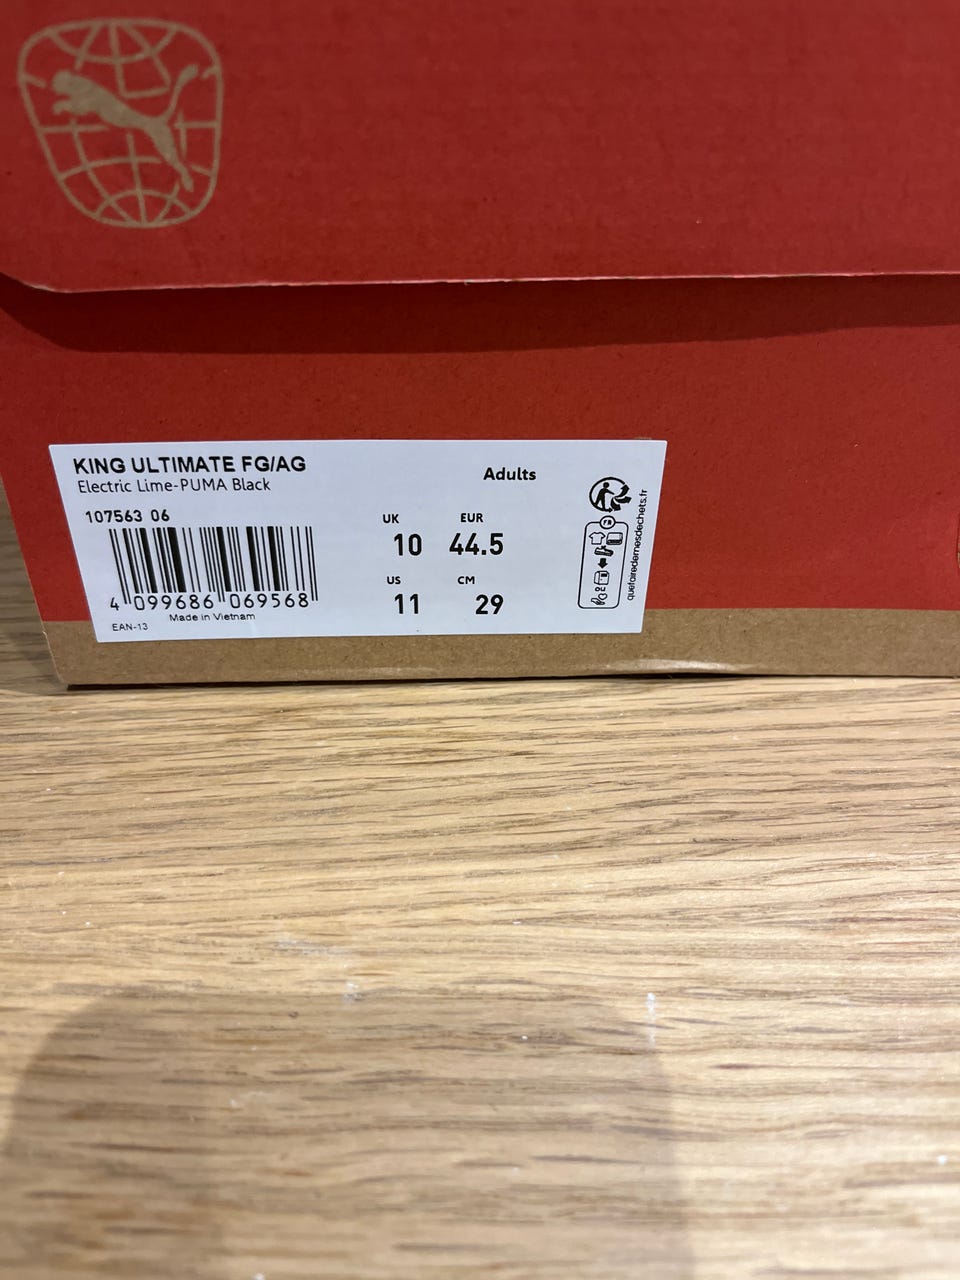 KING ULTIMATE FG/AG
Electric Lime-PUMA Black
Adults
107563 06
UK EUR
10 44.5
US CM
11 29
4 099686 069568
Made in Vietnam
EAN-13
FR
quefairedemesdechets.fr